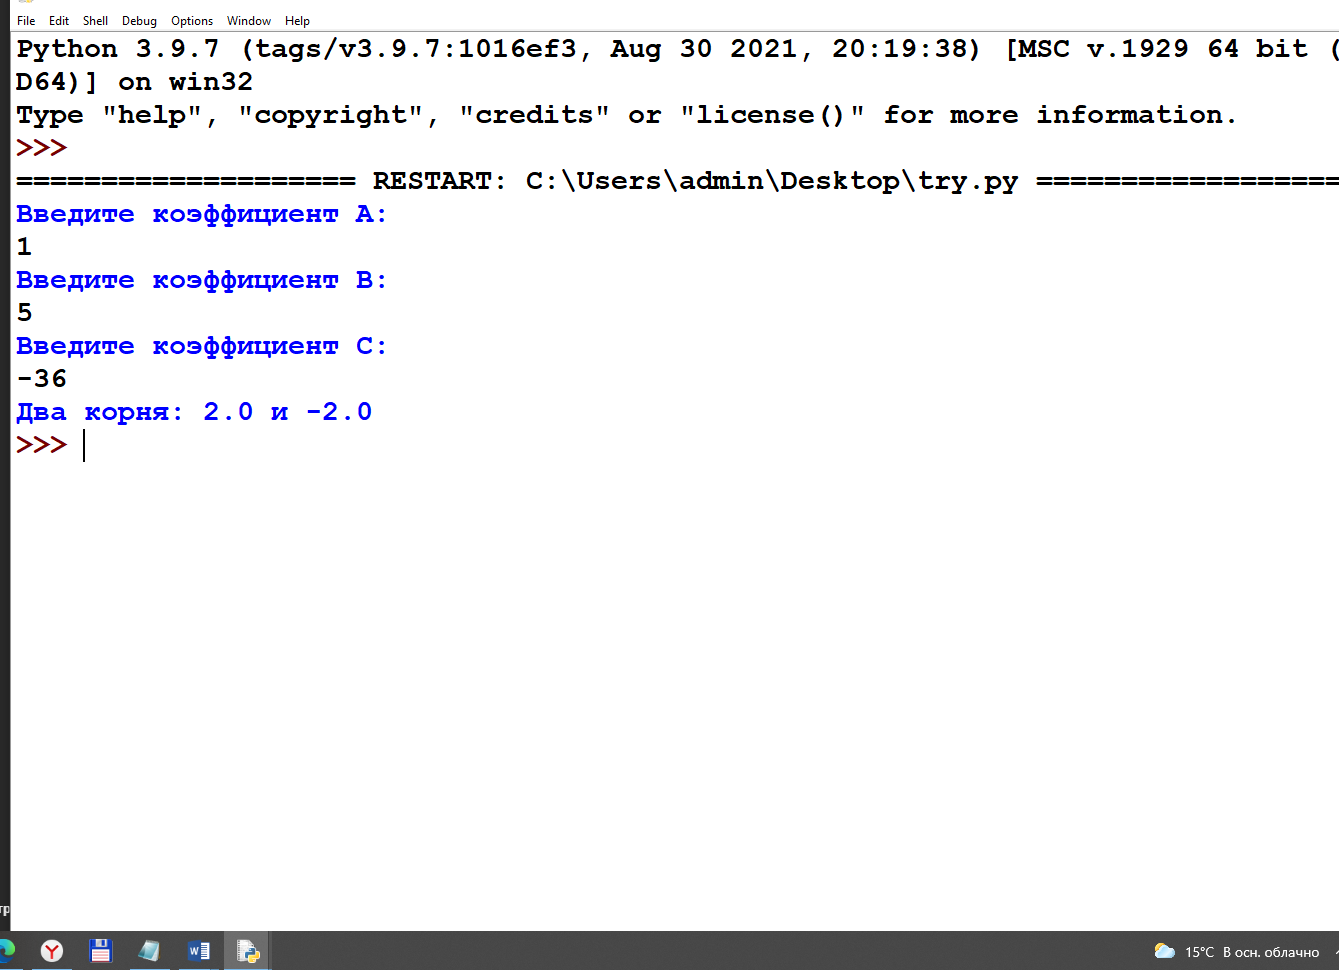 File Edit Shell Debug Options Window Help
Python 3.9.7 (tags/v3.9.7:1016ef3, Aug 30 2021, 20:19:38) [MSC v.1929 64 bit (
D64)] on win32
Type "help", "copyright", "credits" or "license()" for more information.
>>>
==================== RESTART: C:\Users\admin\Desktop\try.py ==================
Введите коэффициент A:
1
Введите коэффициент B:
5
Введите коэффициент C:
-36
Два корня: 2.0 и -2.0
>>>
15°C В осн. облачно